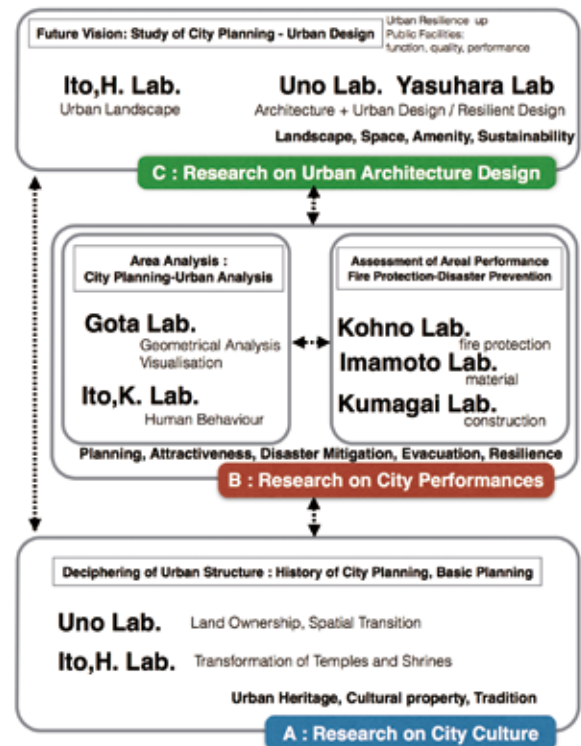 Future Vision: Study of City Planning - Urban Design
Urban Resilience up
Public Facilities:
function, quality, performance
Ito,H. Lab.
Urban Landscape
Uno Lab. Yasuhara Lab
Architecture + Urban Design / Resilient Design
Landscape, Space, Amenity, Sustainability
C : Research on Urban Architecture Design
Area Analysis :
City Planning-Urban Analysis
Gota Lab.
Geometrical Analysis
Visualisation
Ito,K. Lab.
Human Behaviour
Assessment of Areal Performance
Fire Protection-Disaster Prevention
Kohno Lab.
fire protection
Imamoto Lab.
material
Kumagai Lab.
construction
Planning, Attractiveness, Disaster Mitigation, Evacuation, Resilience
B : Research on City Performances
Deciphering of Urban Structure : History of City Planning, Basic Planning
Uno Lab. Land Ownership, Spatial Transition
Ito,H. Lab. Transformation of Temples and Shrines
Urban Heritage, Cultural property, Tradition
A : Research on City Culture